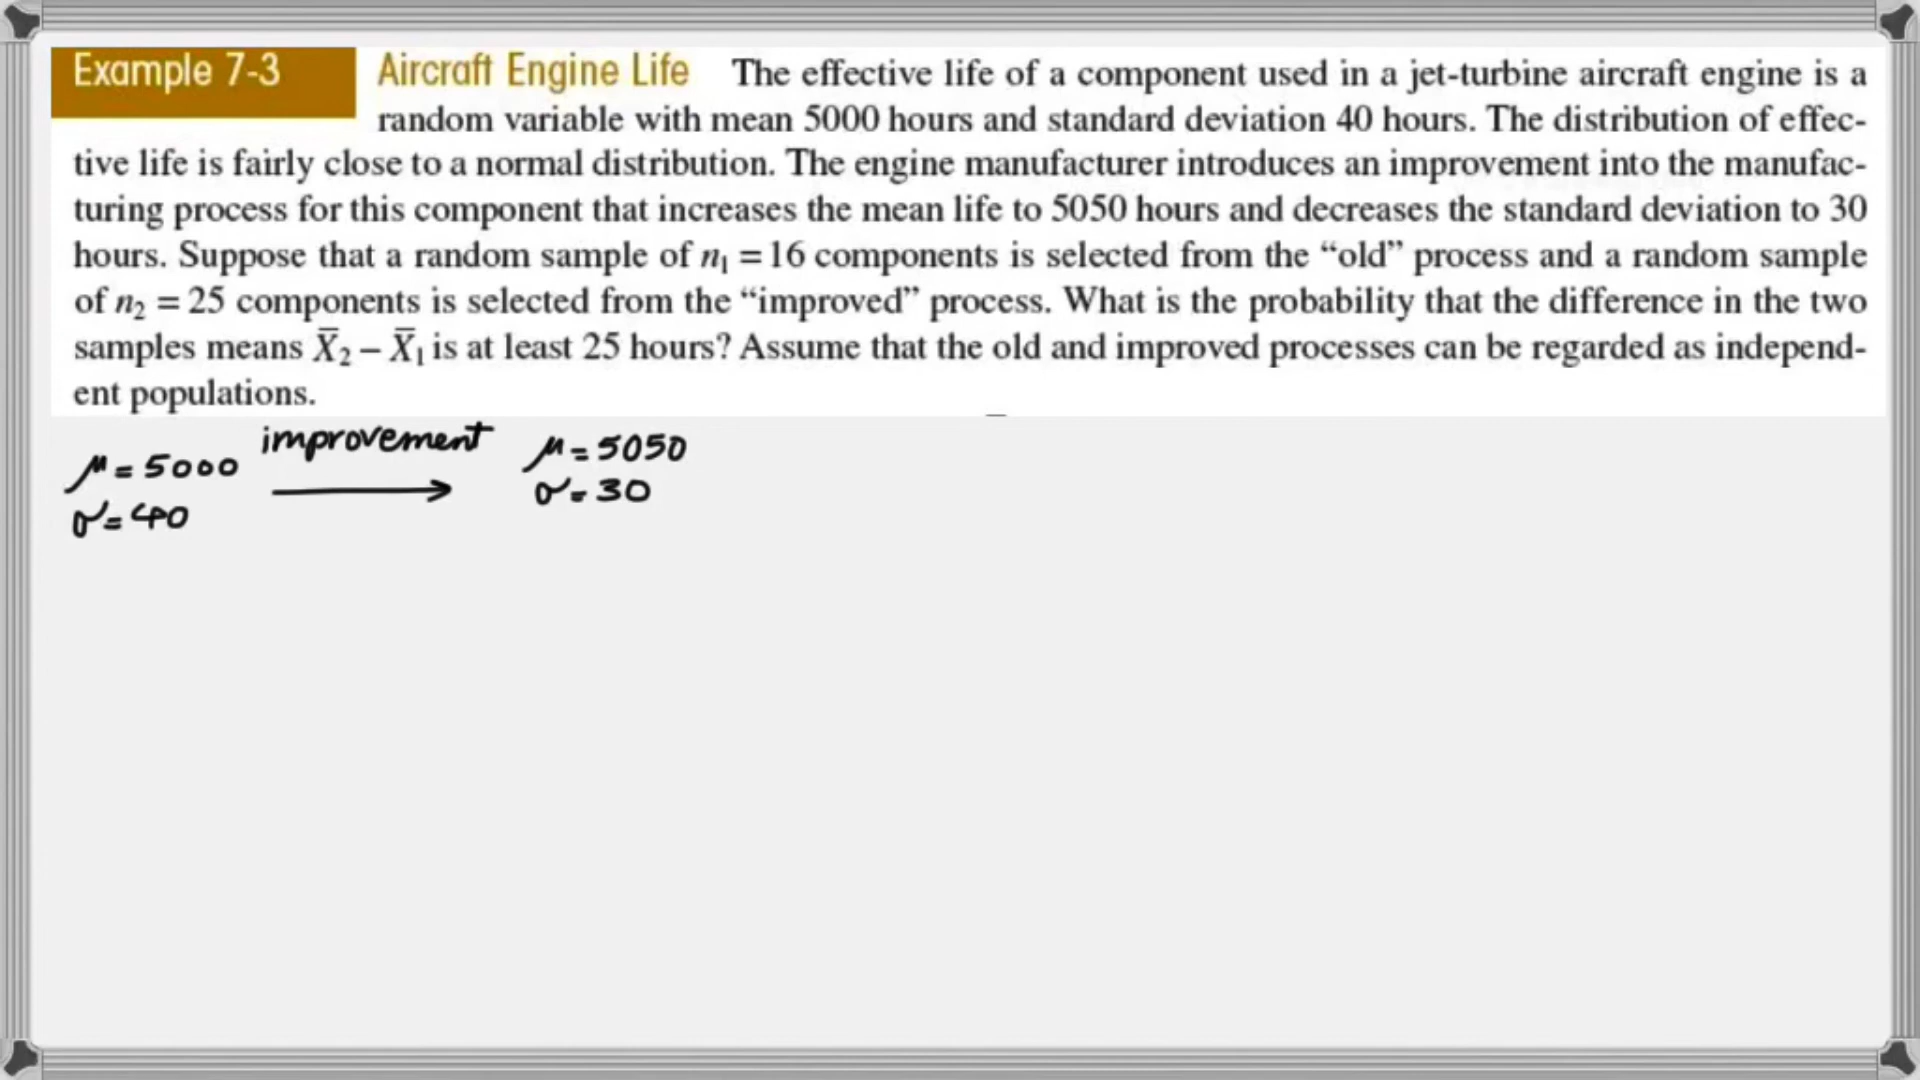 Example 7-3 Aircraft Engine Life The effective life of a component used in a jet-turbine aircraft engine is a
random variable with mean 5000 hours and standard deviation 40 hours. The distribution of effec-
tive life is fairly close to a normal distribution. The engine manufacturer introduces an improvement into the manufac-
turing process for this component that increases the mean life to 5050 hours and decreases the standard deviation to 30
hours. Suppose that a random sample of n₁ = 16 components is selected from the “old” process and a random sample
of n₂ = 25 components is selected from the “improved” process. What is the probability that the difference in the two
samples means X̅₂ – X̅₁ is at least 25 hours? Assume that the old and improved processes can be regarded as independ-
ent populations.
μ = 5000 improvement μ = 5050
σ = 40 ⟶ σ = 30